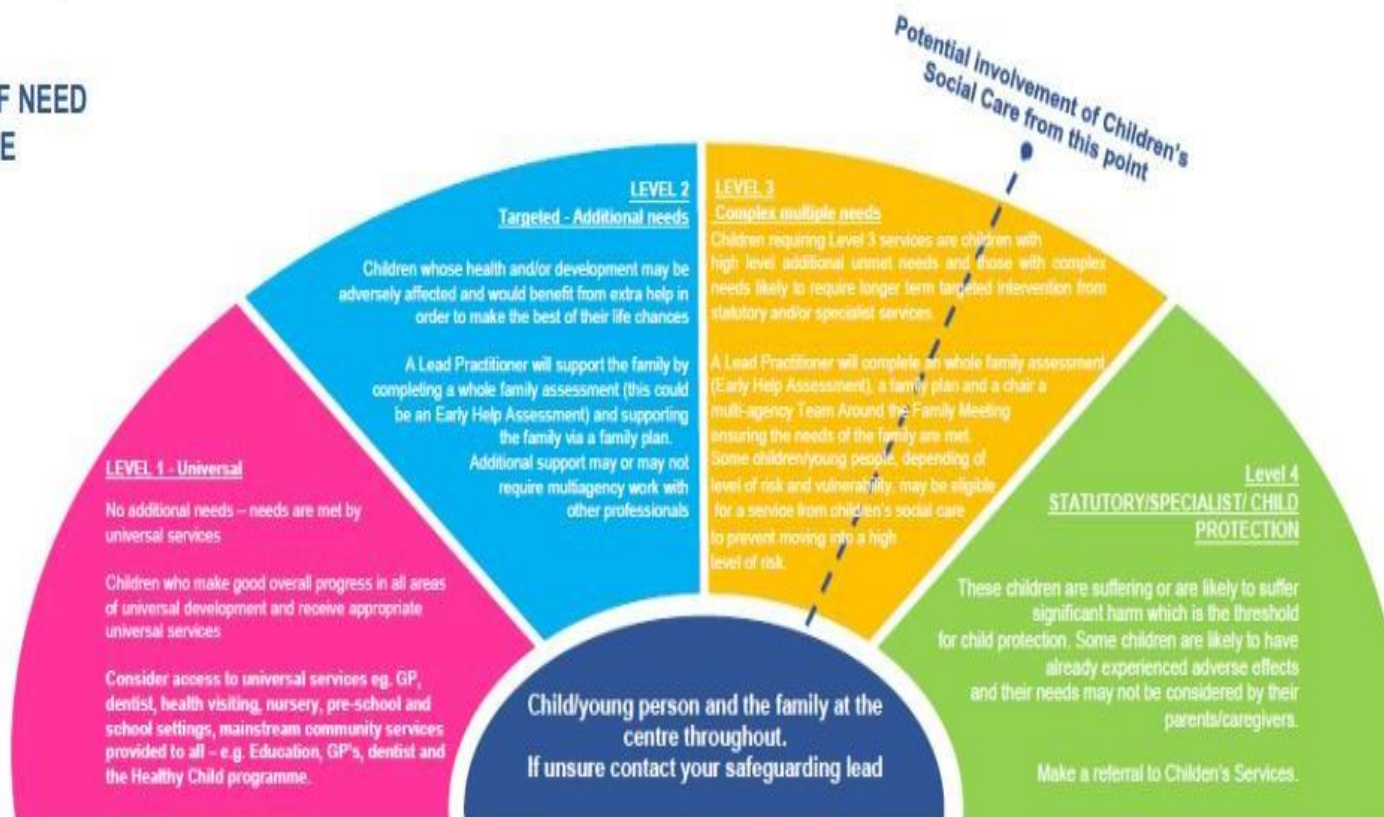 F NEED
E
Potential involvement of Children's
Social Care from this point
LEVEL 1 - Universal
No additional needs – needs are met by
universal services
Children who make good overall progress in all areas
of universal development and receive appropriate
universal services
Consider access to universal services eg. GP,
dentist, health visiting, nursery, pre-school and
school settings, mainstream community services
provided to all – e.g. Education, GP's, dentist and
the Healthy Child programme.
LEVEL 2
Targeted - Additional needs
Children whose health and/or development may be
adversely affected and would benefit from extra help in
order to make the best of their life chances
A Lead Practitioner will support the family by
completing a whole family assessment (this could
be an Early Help Assessment) and supporting
the family via a family plan.
Additional support may or may not
require multiagency work with
other professionals
LEVEL 3
Complex multiple needs
Children requiring Level 3 services are children with
high level additional unmet needs and those with complex
needs likely to require longer term targeted intervention from
statutory and/or specialist services.
A Lead Practitioner will complete an whole family assessment
(Early Help Assessment), a family plan and a chair a
multi-agency Team Around the Family Meeting
ensuring the needs of the family are met.
Some children/young people, depending of
level of risk and vulnerability, may be eligible
for a service from children's social care
to prevent moving into a high
level of risk.
Level 4
STATUTORY/SPECIALIST/ CHILD
PROTECTION
These children are suffering or are likely to suffer
significant harm which is the threshold
for child protection. Some children are likely to have
already experienced adverse effects
and their needs may not be considered by their
parents/caregivers.
Make a referral to Childen's Services.
Child/young person and the family at the
centre throughout.
If unsure contact your safeguarding lead